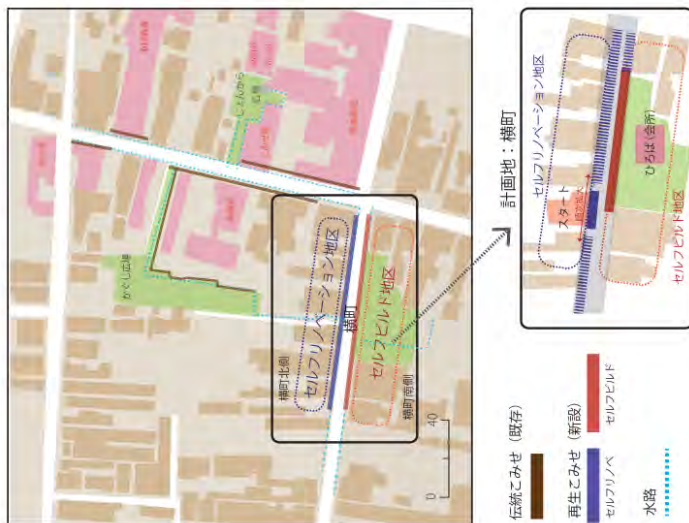 かぐじ広場
じょんから
広場
横町北側
セルフリノベーション地区
横町
セルフビルド地区
横町南側
0
40
計画地：横町
セルフリノベーション地区
スタート
ひろば(会所)
セルフビルド地区
伝統こみせ (既存)
再生こみせ (新設)
セルフリノベ
セルフビルド
水路